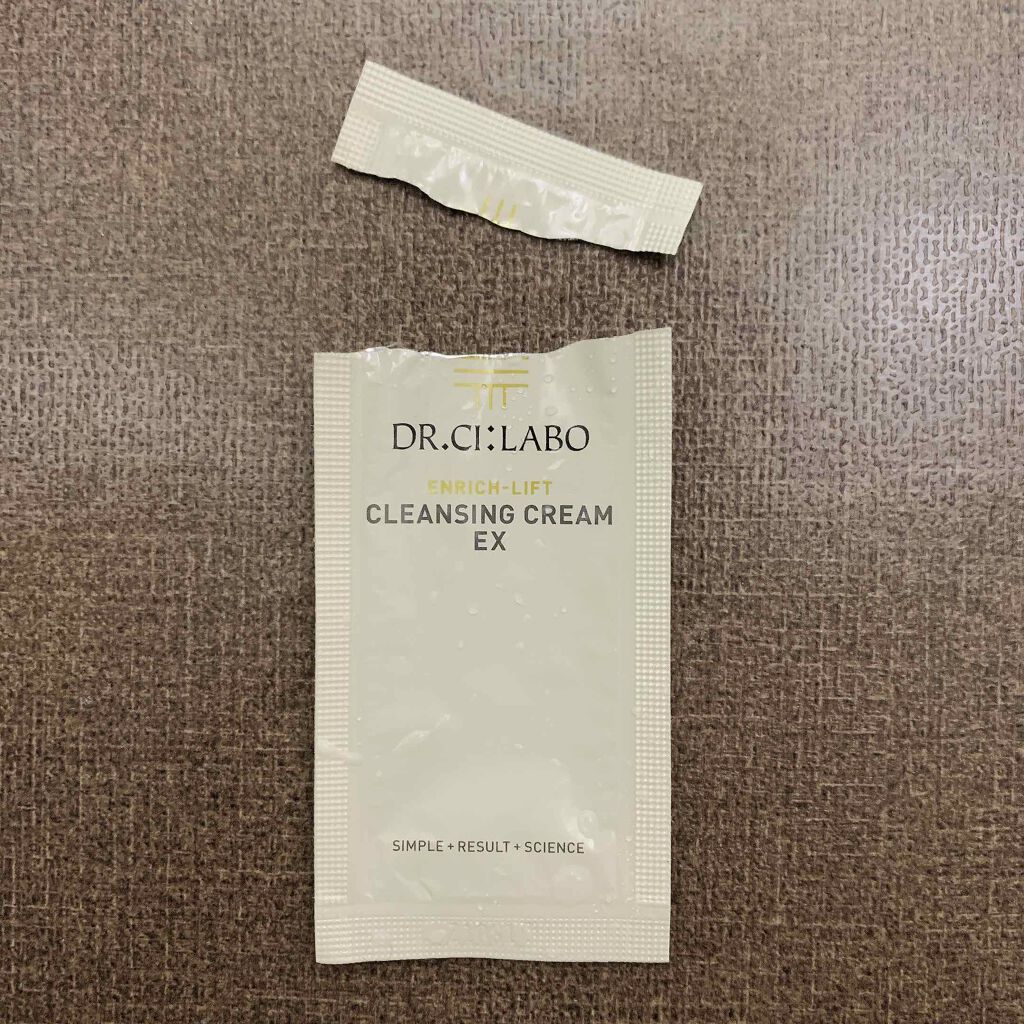 DR.CI:LABO
ENRICH-LIFT
CLEANSING CREAM
EX
SIMPLE + RESULT + SCIENCE